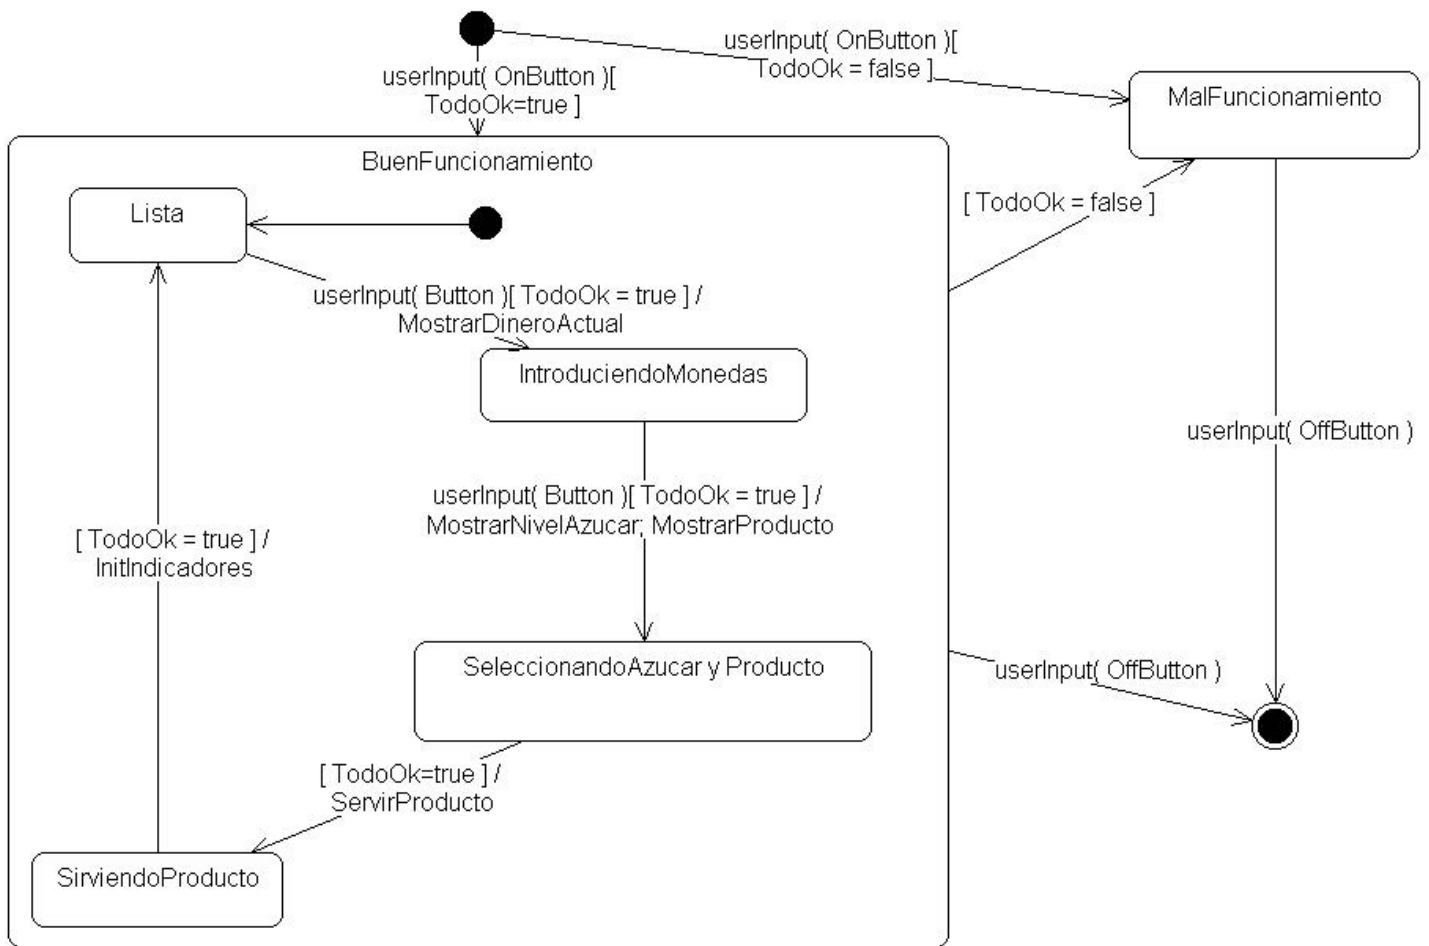 userInput( OnButton )[
TodoOk = false ]
userInput( OnButton )[
TodoOk=true ]
MalFuncionamiento
BuenFuncionamiento
Lista
[ TodoOk = false ]
userInput( Button )[ TodoOk = true ] /
MostrarDineroActual
IntroduciendoMonedas
userInput( OffButton )
userInput( Button )[ TodoOk = true ] /
MostrarNivelAzucar; MostrarProducto
[ TodoOk = true ] /
InitIndicadores
SeleccionandoAzucar y Producto
userInput( OffButton )
[ TodoOk=true ] /
ServirProducto
SirviendoProducto